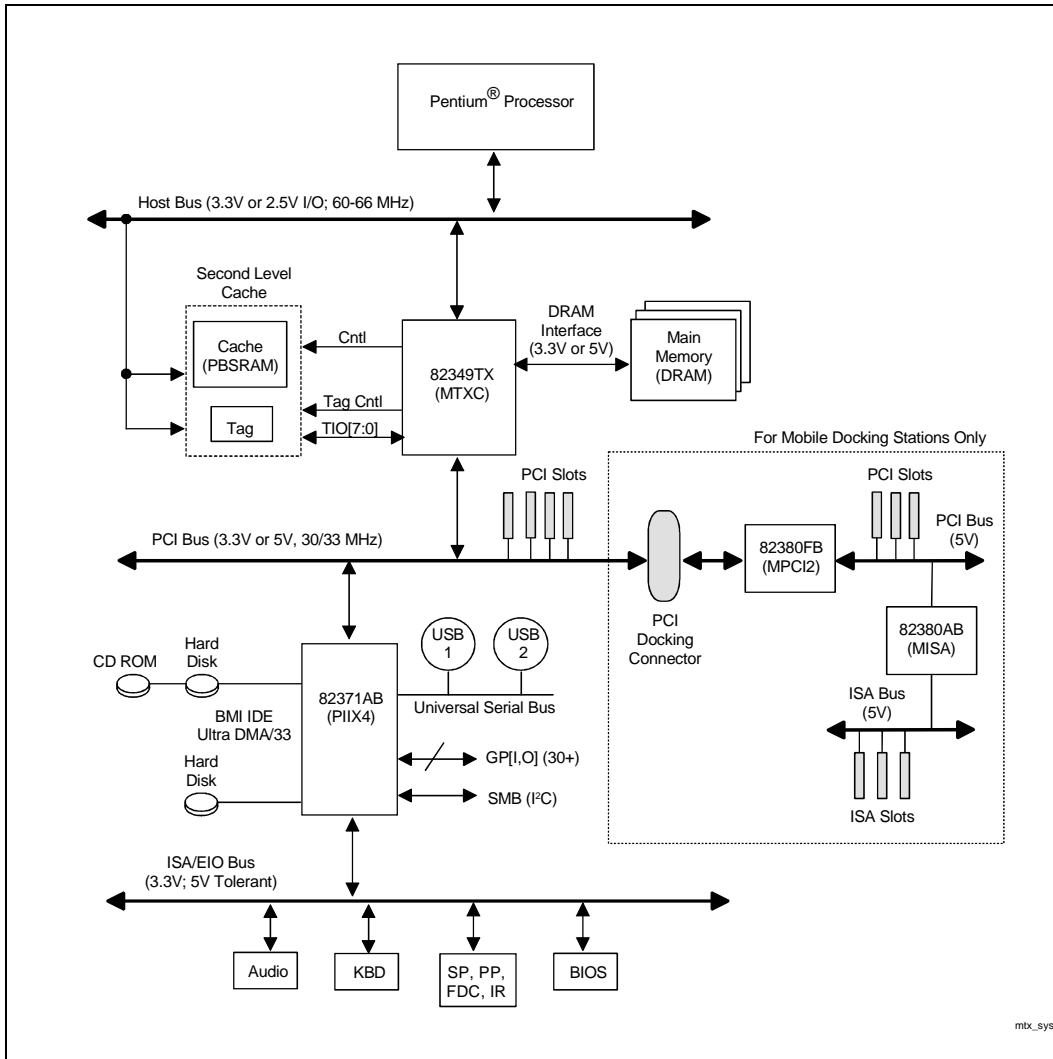 Pentium® Processor
Host Bus (3.3V or 2.5V I/O; 60-66 MHz)
Second Level
Cache
Cache
(PBSRAM)
Tag
Cntl
Tag Cntl
TIO[7:0]
82349TX
(MTXC)
DRAM
Interface
(3.3V or 5V)
Main
Memory
(DRAM)
For Mobile Docking Stations Only
PCI Slots
PCI Slots
PCI Bus (3.3V or 5V, 30/33 MHz)
PCI Bus
(5V)
82380FB
(MPCI2)
PCI
Docking
Connector
82380AB
(MISA)
ISA Bus
(5V)
ISA Slots
CD ROM
Hard
Disk
BMI IDE
Ultra DMA/33
Hard
Disk
82371AB
(PIIX4)
USB
1
USB
2
Universal Serial Bus
GP[I,O] (30+)
SMB (I²C)
ISA/EIO Bus
(3.3V; 5V Tolerant)
Audio
KBD
SP, PP,
FDC, IR
BIOS
mtx_sys